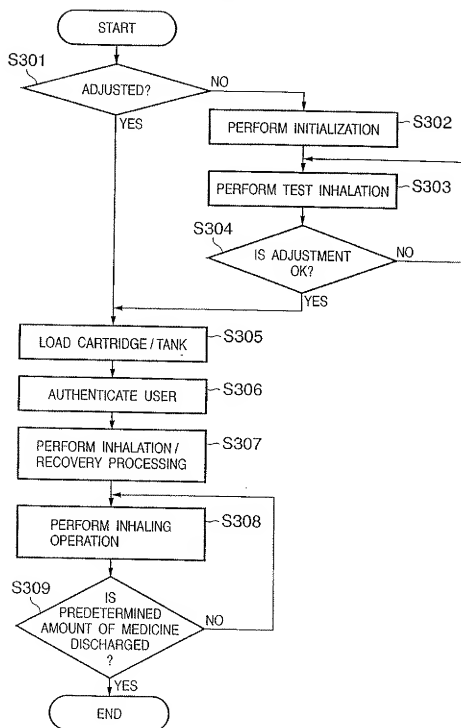 START
S301
ADJUSTED?
NO
YES
PERFORM INITIALIZATION
S302
PERFORM TEST INHALATION
S303
S304
IS ADJUSTMENT
OK?
NO
YES
LOAD CARTRIDGE/TANK
S305
AUTHENTICATE USER
S306
PERFORM INHALATION/
RECOVERY PROCESSING
S307
PERFORM INHALING
OPERATION
S308
S309
IS
PREDETERMINED
AMOUNT OF MEDICINE
DISCHARGED
?
NO
YES
END